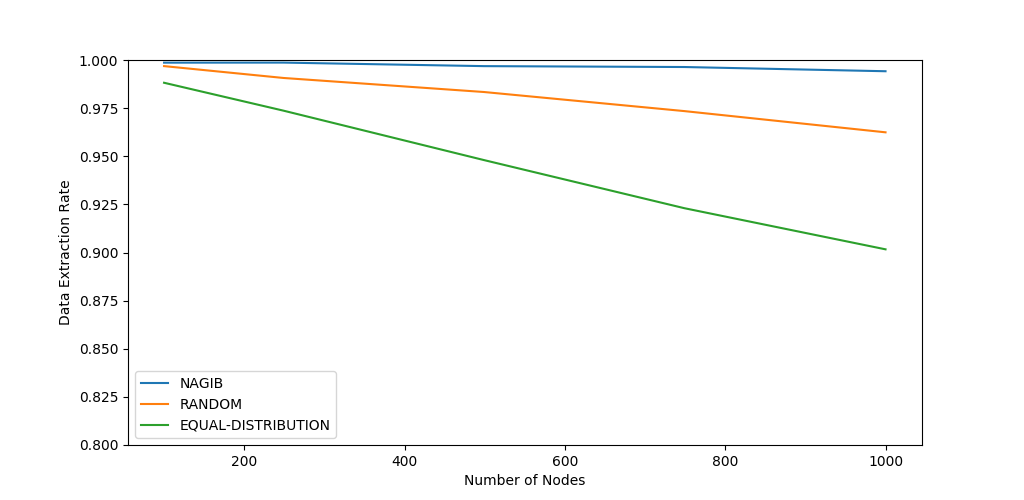 1.000
0.975
0.950
0.925
0.900
0.875
0.850
0.825
0.800
Data Extraction Rate
NAGIB
RANDOM
EQUAL-DISTRIBUTION
200 400 600 800 1000
Number of Nodes